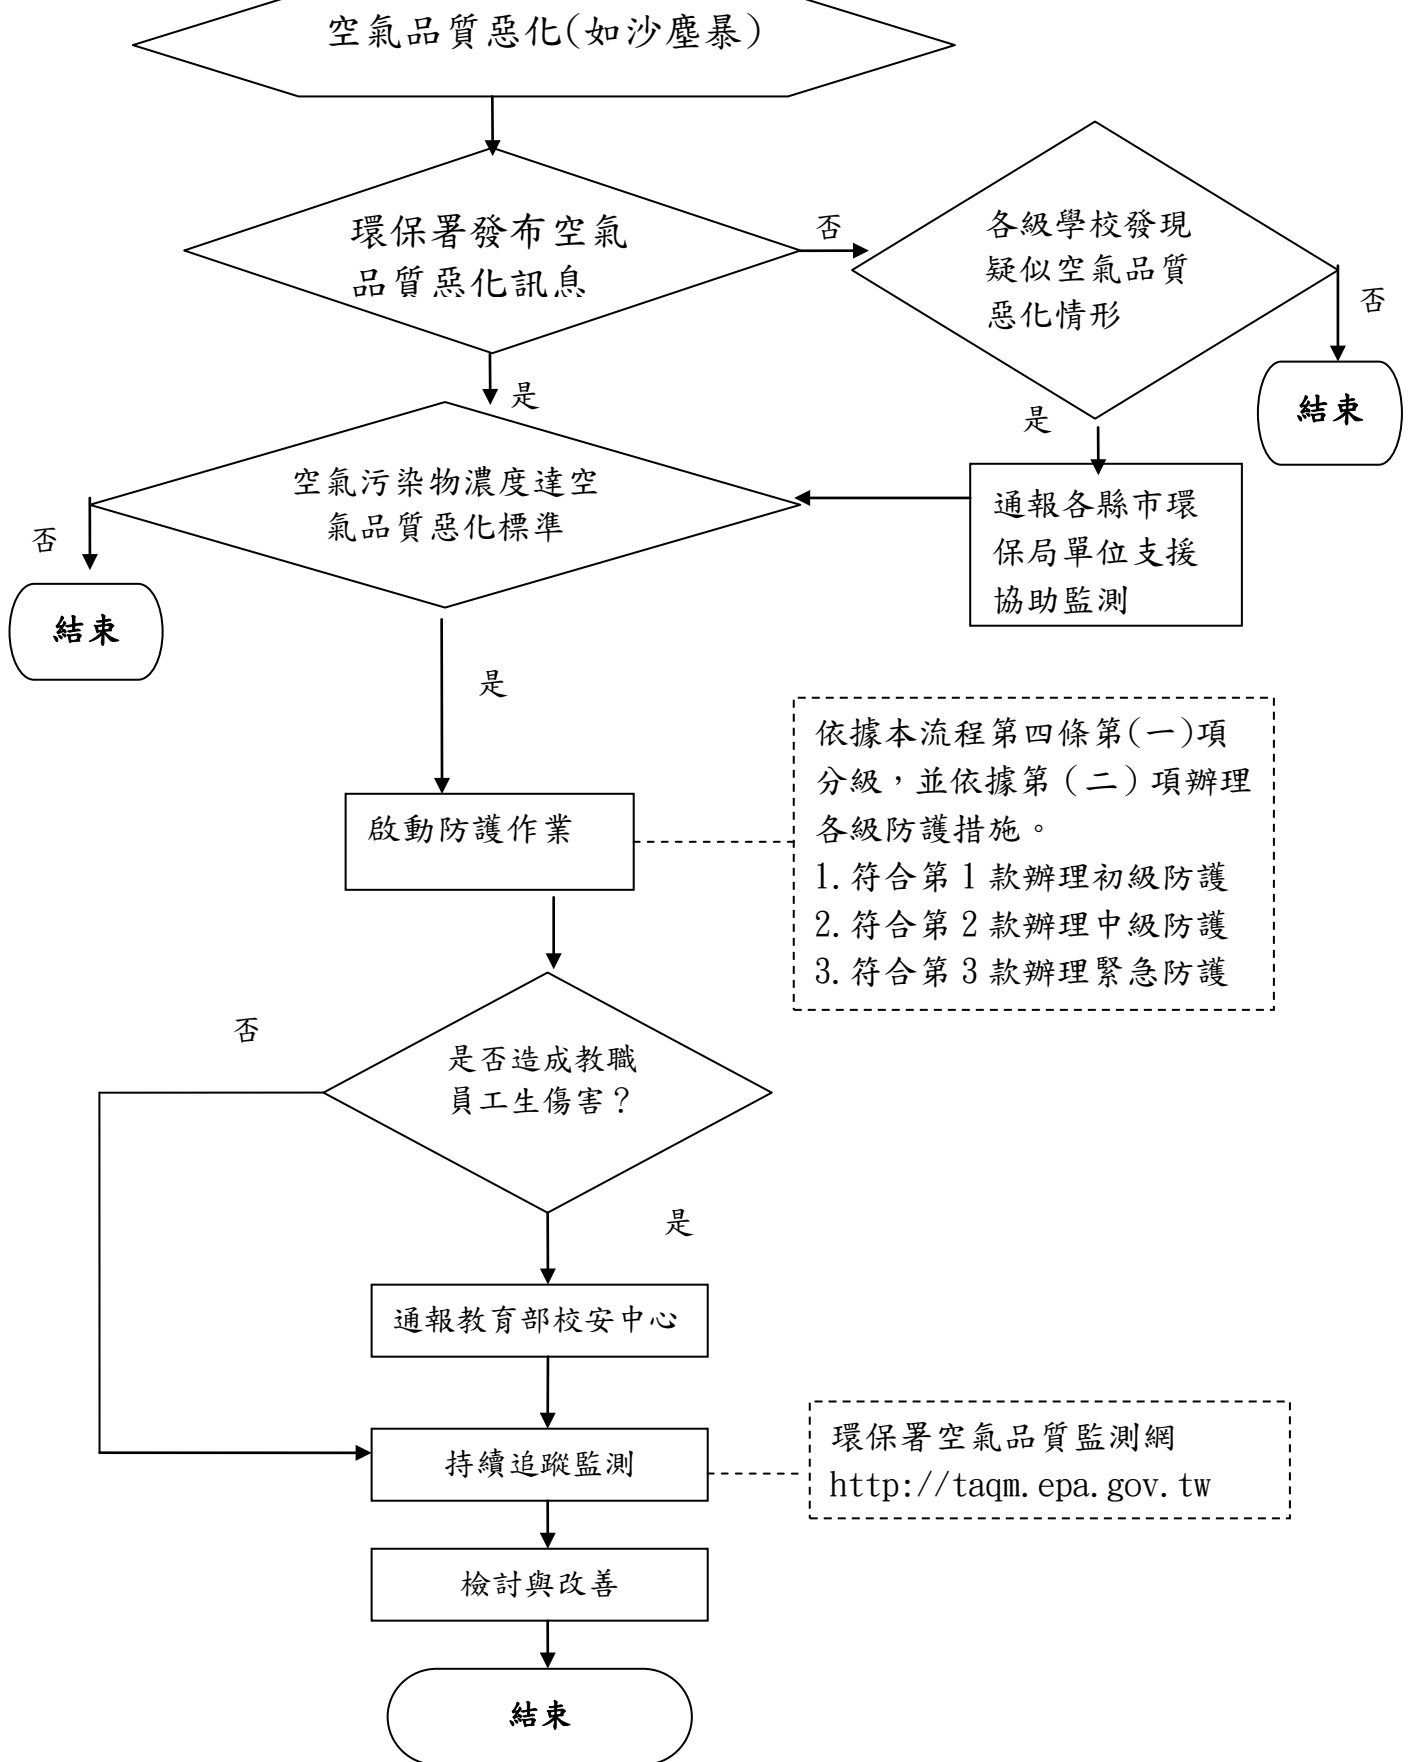 空氣品質惡化(如沙塵暴)
環保署發布空氣
品質惡化訊息
否
各級學校發現
疑似空氣品質
惡化情形
否
結束
是
是
空氣污染物濃度達空
氣品質惡化標準
通報各縣市環
保局單位支援
協助監測
否
結束
是
依據本流程第四條第(一)項
分級，並依據第（二）項辦理
各級防護措施。
1.符合第 1 款辦理初級防護
2.符合第 2 款辦理中級防護
3.符合第 3 款辦理緊急防護
啟動防護作業
否
是否造成教職
員工生傷害？
是
通報教育部校安中心
持續追蹤監測
環保署空氣品質監測網
http://taqm.epa.gov.tw
檢討與改善
結束